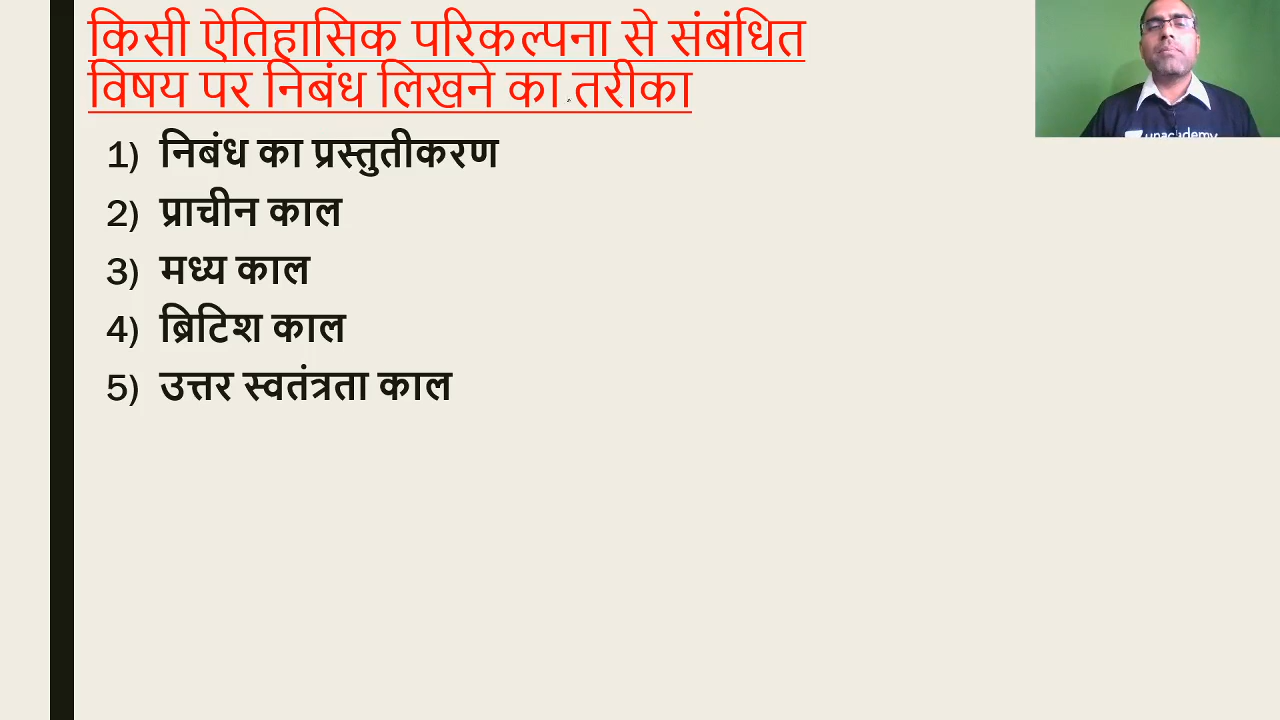 किसी ऐतिहासिक परिकल्पना से संबंधित
विषय पर निबंध लिखने का तरीका
1) निबंध का प्रस्तुतीकरण
2) प्राचीन काल
3) मध्य काल
4) ब्रिटिश काल
5) उत्तर स्वतंत्रता काल
unacademy